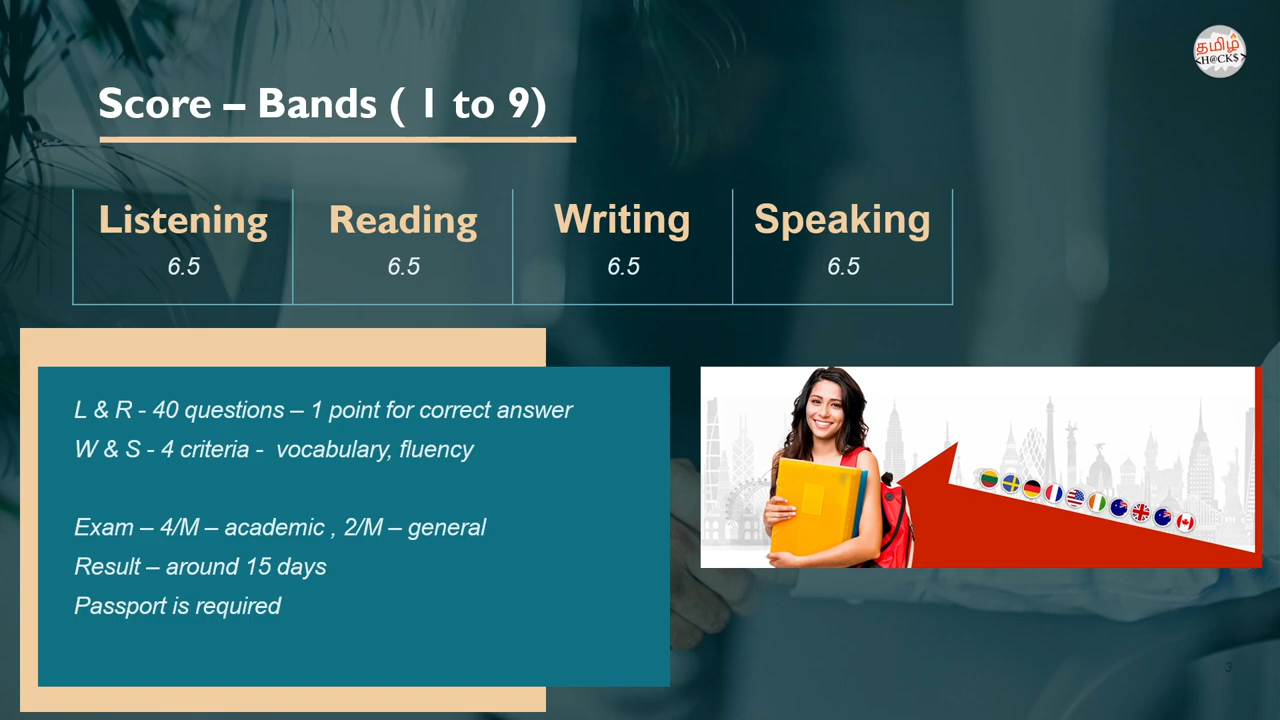 தமிழ்
<H@CK$>
Score – Bands ( 1 to 9)
Listening Reading Writing Speaking
6.5 6.5 6.5 6.5
L & R - 40 questions – 1 point for correct answer
W & S - 4 criteria -  vocabulary, fluency
Exam – 4/M – academic , 2/M – general
Result – around 15 days
Passport is required
3